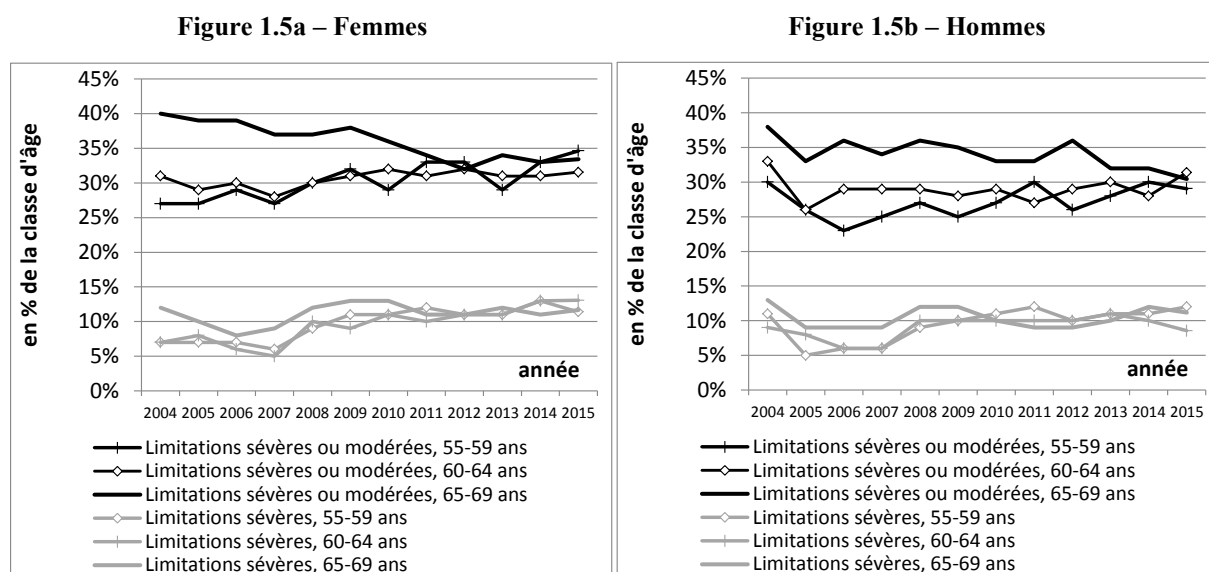 Figure 1.5a – Femmes
en % de la classe d'âge
45%
40%
35%
30%
25%
20%
15%
10%
5%
0%
année
2004 2005 2006 2007 2008 2009 2010 2011 2012 2013 2014 2015
Limitations sévères ou modérées, 55-59 ans
Limitations sévères ou modérées, 60-64 ans
Limitations sévères ou modérées, 65-69 ans
Limitations sévères, 55-59 ans
Limitations sévères, 60-64 ans
Limitations sévères, 65-69 ans
Figure 1.5b – Hommes
en % de la classe d'âge
45%
40%
35%
30%
25%
20%
15%
10%
5%
0%
année
2004 2005 2006 2007 2008 2009 2010 2011 2012 2013 2014 2015
Limitations sévères ou modérées, 55-59 ans
Limitations sévères ou modérées, 60-64 ans
Limitations sévères ou modérées, 65-69 ans
Limitations sévères, 55-59 ans
Limitations sévères, 60-64 ans
Limitations sévères, 65-69 ans